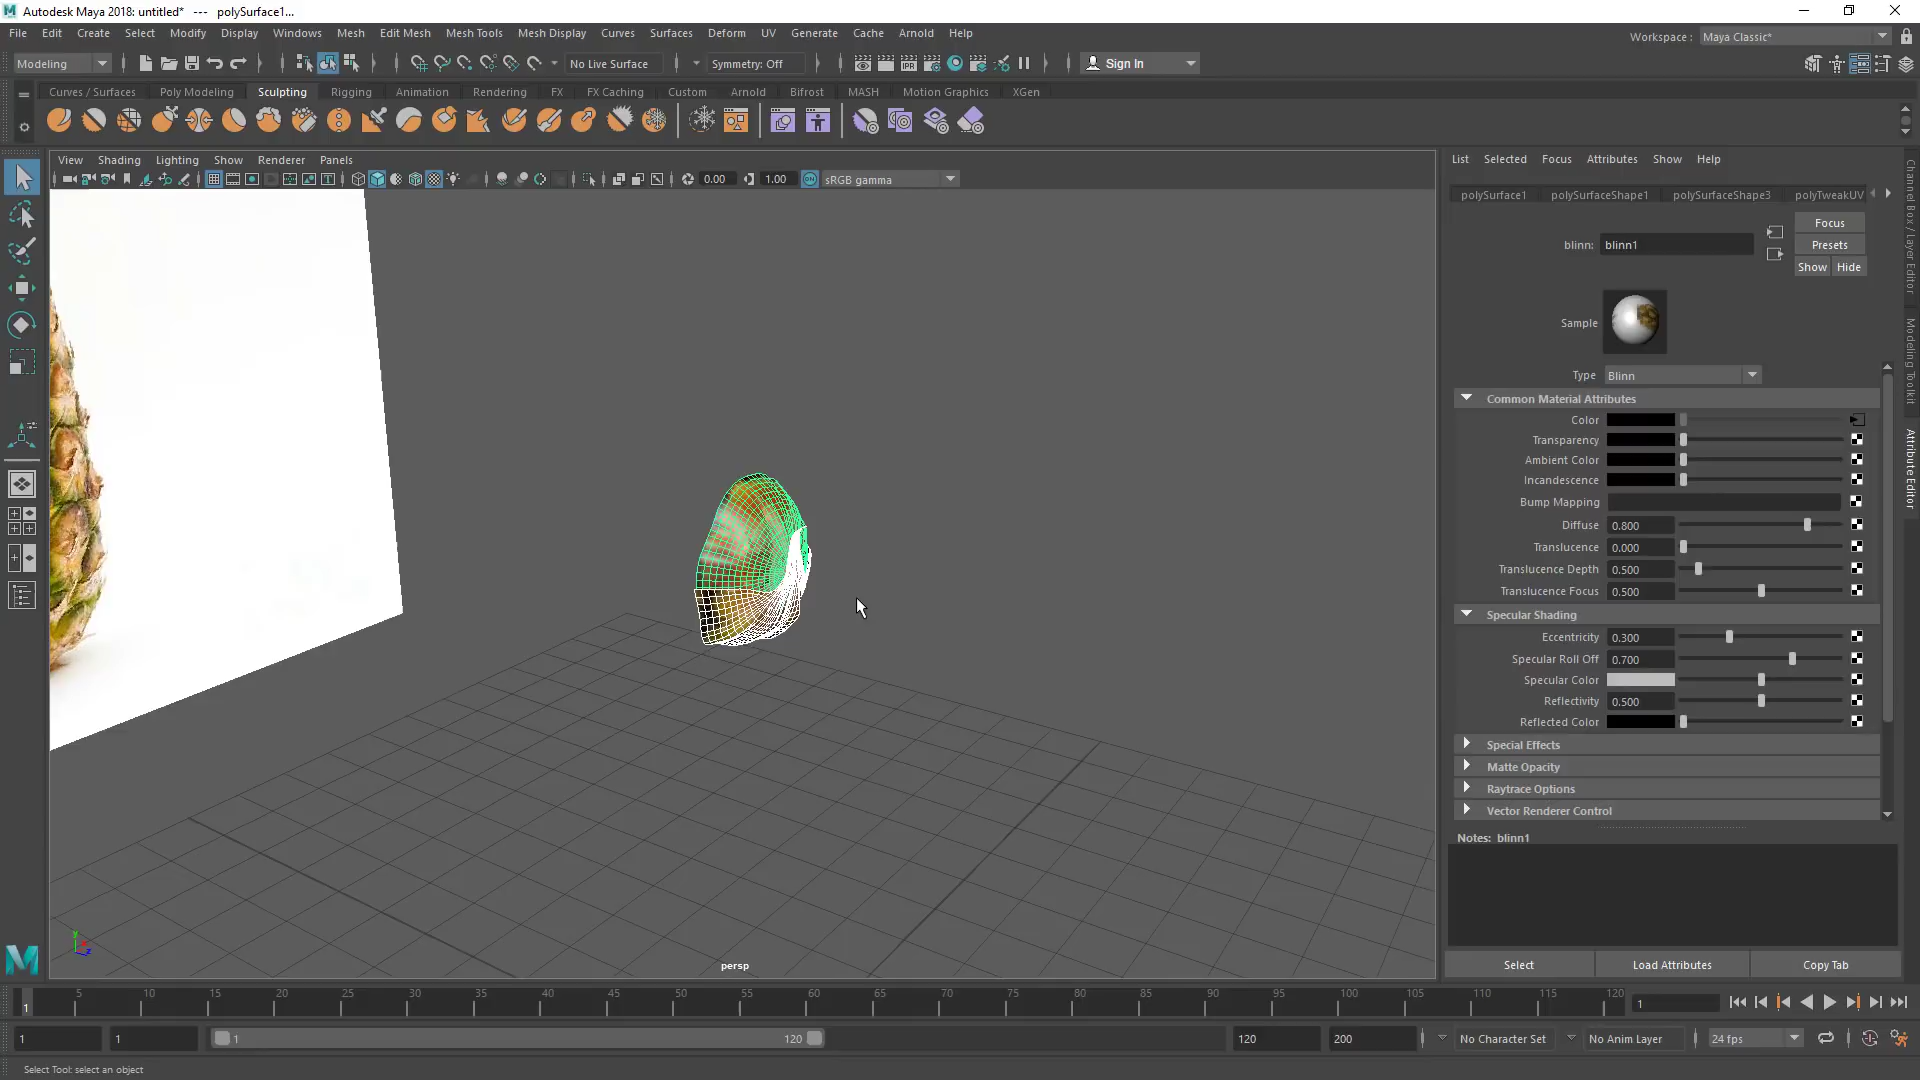 Autodesk Maya 2018: untitled*   ---   polySurface1...
File Edit Create Select Modify Display Windows Mesh Edit Mesh Mesh Tools Mesh Display Curves Surfaces Deform UV Generate Cache Arnold Help
Workspace : Maya Classic*
Modeling No Live Surface Symmetry: Off Sign In
Curves / Surfaces Poly Modeling Sculpting Rigging Animation Rendering FX FX Caching Custom Arnold Bifrost MASH Motion Graphics XGen
View Shading Lighting Show Renderer Panels
0.00 1.00 ON sRGB gamma
persp
List Selected Focus Attributes Show Help
polySurface1 polySurfaceShape1 polySurfaceShape3 polyTweakUV
Focus
blinn: blinn1 Presets
Show Hide
Sample
Type Blinn
Common Material Attributes
Color
Transparency
Ambient Color
Incandescence
Bump Mapping
Diffuse 0.800
Translucence 0.000
Translucence Depth 0.500
Translucence Focus 0.500
Specular Shading
Eccentricity 0.300
Specular Roll Off 0.700
Specular Color
Reflectivity 0.500
Reflected Color
Special Effects
Matte Opacity
Raytrace Options
Vector Renderer Control
Notes: blinn1
Select Load Attributes Copy Tab
Channel Box / Layer Editor
Modeling Toolkit
Attribute Editor
1 5 10 15 20 25 30 35 40 45 50 55 60 65 70 75 80 85 90 95 100 105 110 115 120 1
1 1 1 120 120 200 No Character Set No Anim Layer 24 fps
Select Tool: select an object